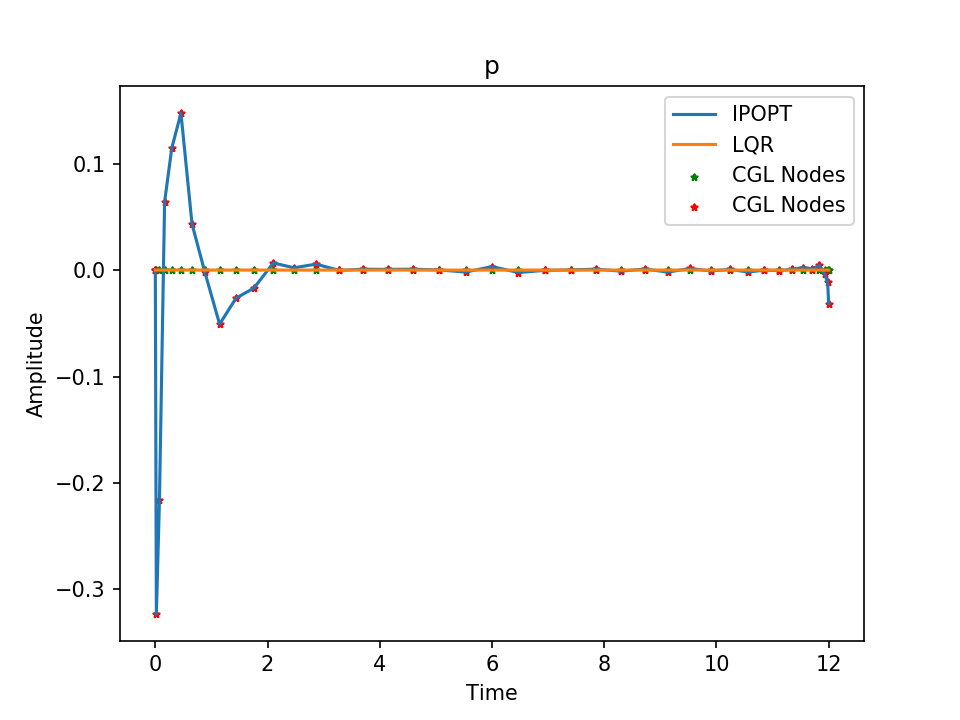 p
IPOPT
LQR
CGL Nodes
CGL Nodes
0.1
0.0
−0.1
−0.2
−0.3
Amplitude
0 2 4 6 8 10 12
Time